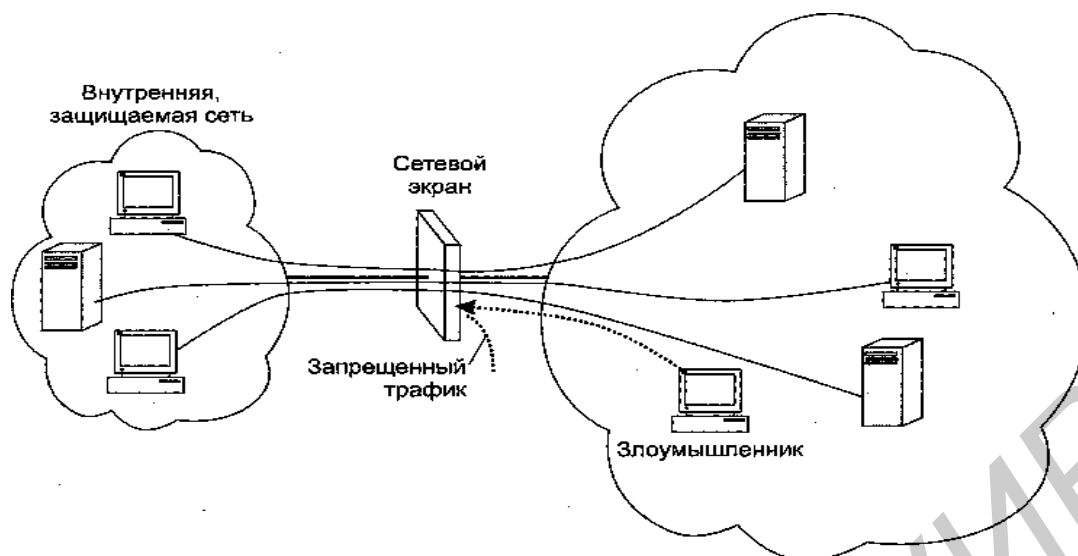 Внутренняя,
защищаемая сеть
Сетевой
экран
Запрещенный
трафик
Злоумышленник